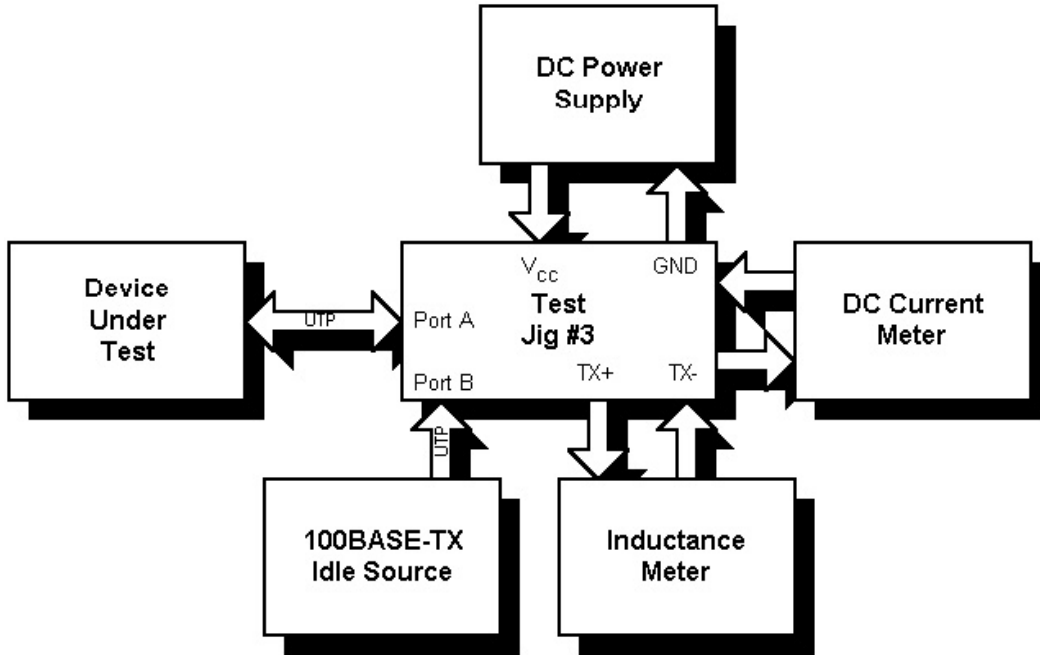 DC Power
Supply
Device
Under
Test
UTP
Port A
Port B
VCC
GND
Test
Jig #3
TX+
TX-
DC Current
Meter
UTP
100BASE-TX
Idle Source
Inductance
Meter